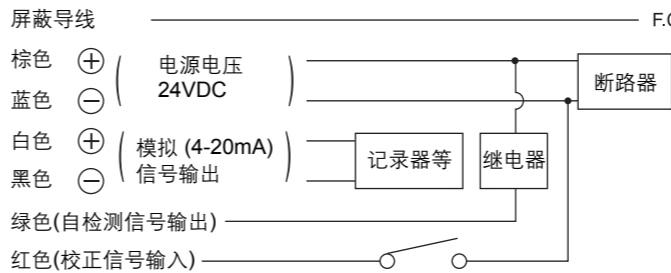 屏蔽导线 F.
棕色 ⊕ 电源电压
24VDC
蓝色 ⊖
断路器
白色 ⊕ 模拟 (4-20mA)
信号输出
黑色 ⊖
记录器等 继电器
绿色(自检测信号输出)
红色(校正信号输入)